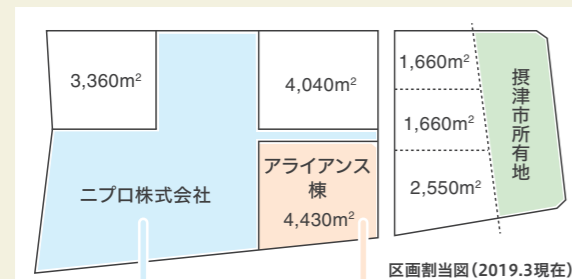 3,360m²
4,040m²
1,660m²
1,660m²
2,550m²
摂津市所有地
ニプロ株式会社
アライアンス
棟
4,430m²
区画割当図(2019.3現在)